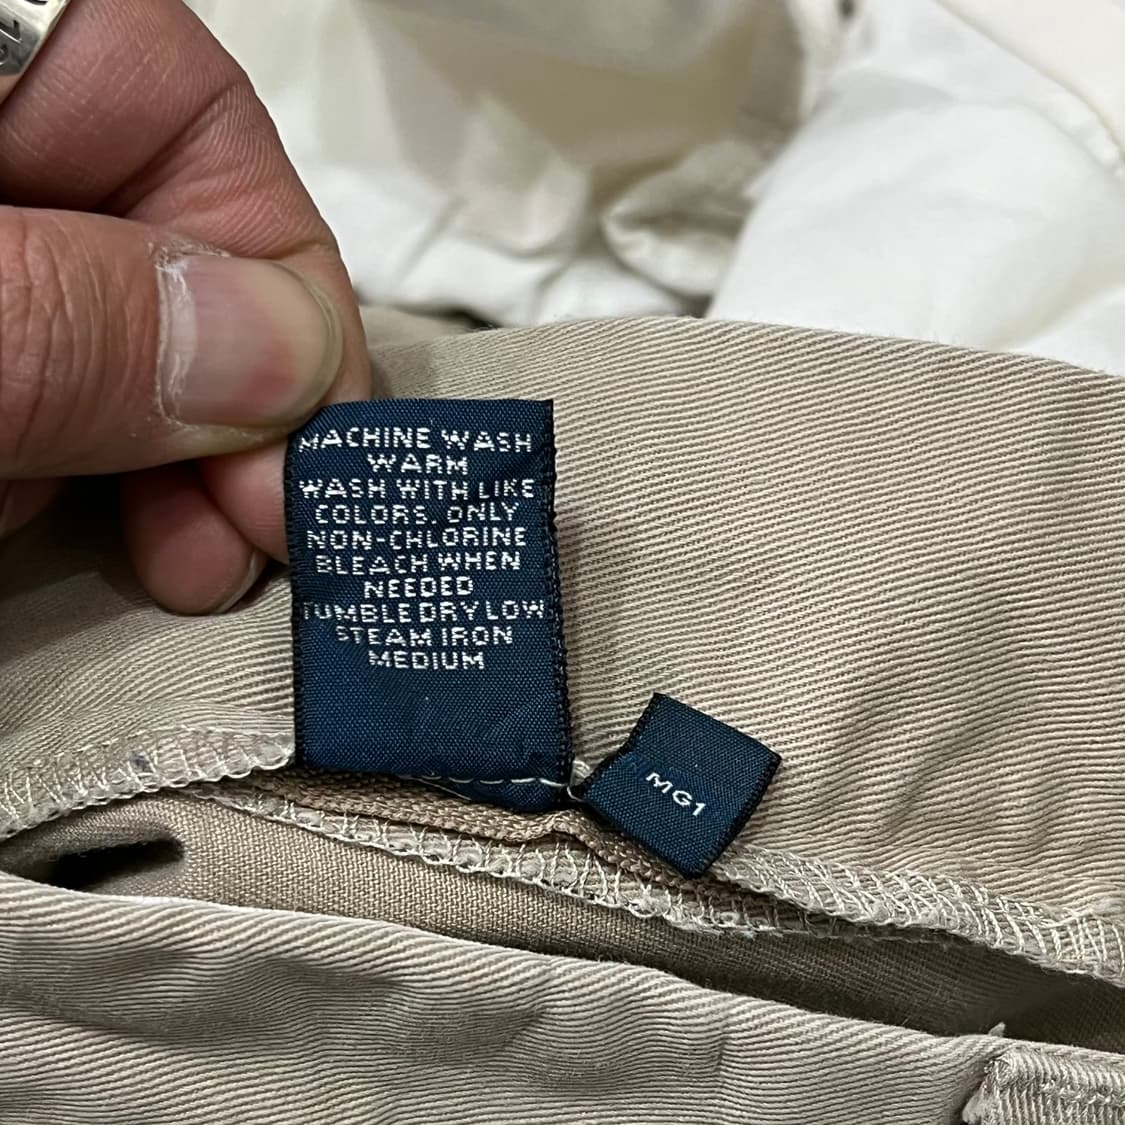 MACHINE WASH
WARM
WASH WITH LIKE
COLORS. ONLY
NON-CHLORINE
BLEACH WHEN
NEEDED
TUMBLE DRY LOW
STEAM IRON
MEDIUM
MG1